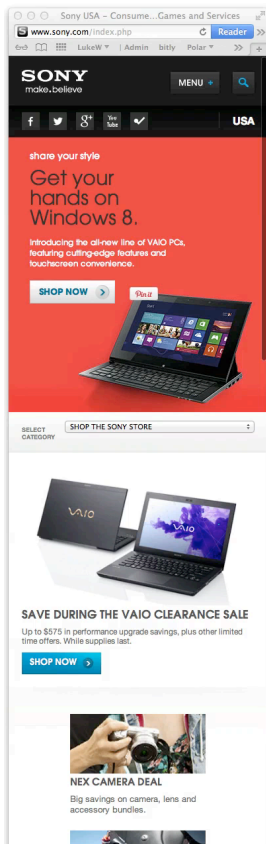 Sony USA – Consume...Games and Services
www.sony.com/index.php
Reader
LukeW
Admin
bitly
Polar
SONY
make.believe
MENU +
You
Tube
USA
share your style
Get your
hands on
Windows 8.
Introducing the all-new line of VAIO PCs,
featuring cutting-edge features and
touchscreen convenience.
SHOP NOW
Pin it
SELECT
CATEGORY
SHOP THE SONY STORE
VAIO
VAIO
SAVE DURING THE VAIO CLEARANCE SALE
Up to $575 in performance upgrade savings, plus other limited
time offers. While supplies last.
SHOP NOW
NEX CAMERA DEAL
Big savings on camera, lens and
accessory bundles.